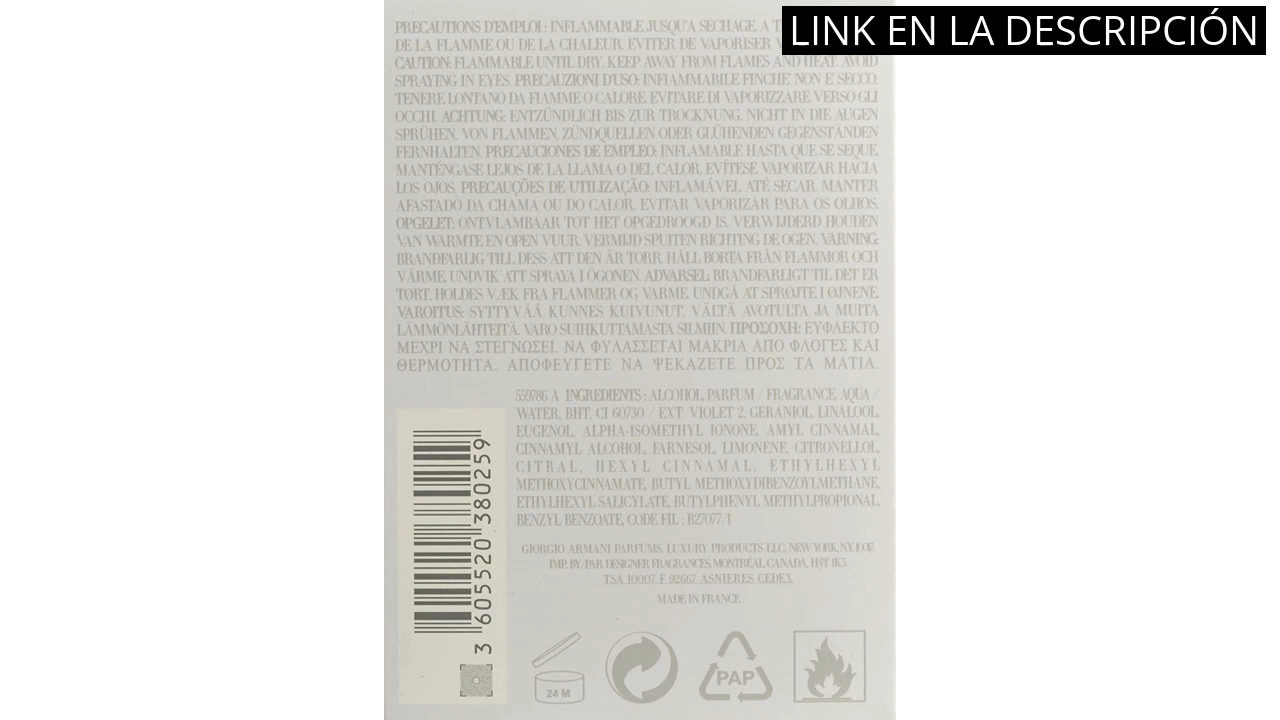 LINK EN LA DESCRIPCIÓN
PRECAUTIONS D'EMPLOI : INFLAMMABLE JUSQU'A SECHAGE. A T
DE LA FLAMME OU DE LA CHALEUR. EVITER DE VAPORISER V
CAUTION: FLAMMABLE UNTIL DRY. KEEP AWAY FROM FLAMES AND HEAT. AVOID
SPRAYING IN EYES. PRECAUZIONI D'USO: INFIAMMABILE FINCHE' NON E' SECCO.
TENERE LONTANO DA FIAMME O CALORE. EVITARE DI VAPORIZZARE VERSO GLI
OCCHI. ACHTUNG: ENTZÜNDLICH BIS ZUR TROCKNUNG. NICHT IN DIE AUGEN
SPRÜHEN. VON FLAMMEN, ZÜNDQUELLEN ODER GLÜHENDEN GEGENSTÄNDEN
FERNHALTEN. PRECAUCIONES DE EMPLEO: INFLAMABLE HASTA QUE SE SEQUE.
MANTÉNGASE LEJOS DE LA LLAMA O DEL CALOR. EVÍTESE VAPORIZAR HACIA
LOS OJOS. PRECAUÇÕES DE UTILIZAÇÃO: INFLAMÁVEL ATÉ SECAR. MANTER
AFASTADO DA CHAMA OU DO CALOR. EVITAR VAPORIZAR PARA OS OLHOS.
OPGELET: ONTVLAMBAAR TOT HET OPGEDROOGD IS. VERWIJDERD HOUDEN
VAN WARMTE EN OPEN VUUR. VERMIJD SPUITEN RICHTING DE OGEN. VARNING:
BRANDFARLIG TILL DESS ATT DEN ÄR TORR. HÅLL BORTA FRÅN FLAMMOR OCH
VÄRME. UNDVIK ATT SPRAYA I ÖGONEN. ADVARSEL: BRANDFARLIGT TIL DET ER
TØRT. HOLDES VÆK FRA FLAMMER OG VARME. UNDGÅ AT SPRØJTE I ØJNENE.
VAROITUS: SYTTYVÄÄ KUNNES KUIVUNUT. VÄLTÄ AVOTULTA JA MUITA
LÄMMÖNLÄHTEITÄ. VARO SUIHKUTTAMASTA SILMIIN. ΠΡΟΣΟΧΗ: ΕΥΦΛΕΚΤΟ
ΜΕΧΡΙ ΝΑ ΣΤΕΓΝΩΣΕΙ. ΝΑ ΦΥΛΑΣΣΕΤΑΙ ΜΑΚΡΙΑ ΑΠΟ ΦΛΟΓΕΣ ΚΑΙ
ΘΕΡΜΟΤΗΤΑ. ΑΠΟΦΕΥΓΕΤΕ ΝΑ ΨΕΚΑΖΕΤΕ ΠΡΟΣ ΤΑ ΜΑΤΙΑ.
559786 A INGREDIENTS : ALCOHOL, PARFUM / FRAGRANCE, AQUA /
WATER, BHT. CI 60730 / EXT. VIOLET 2, GERANIOL, LINALOOL,
EUGENOL, ALPHA-ISOMETHYL IONONE, AMYL CINNAMAL,
CINNAMYL ALCOHOL, FARNESOL, LIMONENE, CITRONELLOL,
CITRAL, HEXYL CINNAMAL, ETHYLHEXYL
METHOXYCINNAMATE, BUTYL METHOXYDIBENZOYLMETHANE,
ETHYLHEXYL SALICYLATE, BUTYLPHENYL METHYLPROPIONAL,
BENZYL BENZOATE, CODE FIL : B27077/1
GIORGIO ARMANI PARFUMS, LUXURY PRODUCTS LLC, NEW YORK, NY.10017.
IMP. BY/PAR DESIGNER FRAGRANCES, MONTRÉAL, CANADA, H5T 1K5.
TSA 10007 F 92667 ASNIERES CEDEX
MADE IN FRANCE
3 605520 380259
24 M
PAP